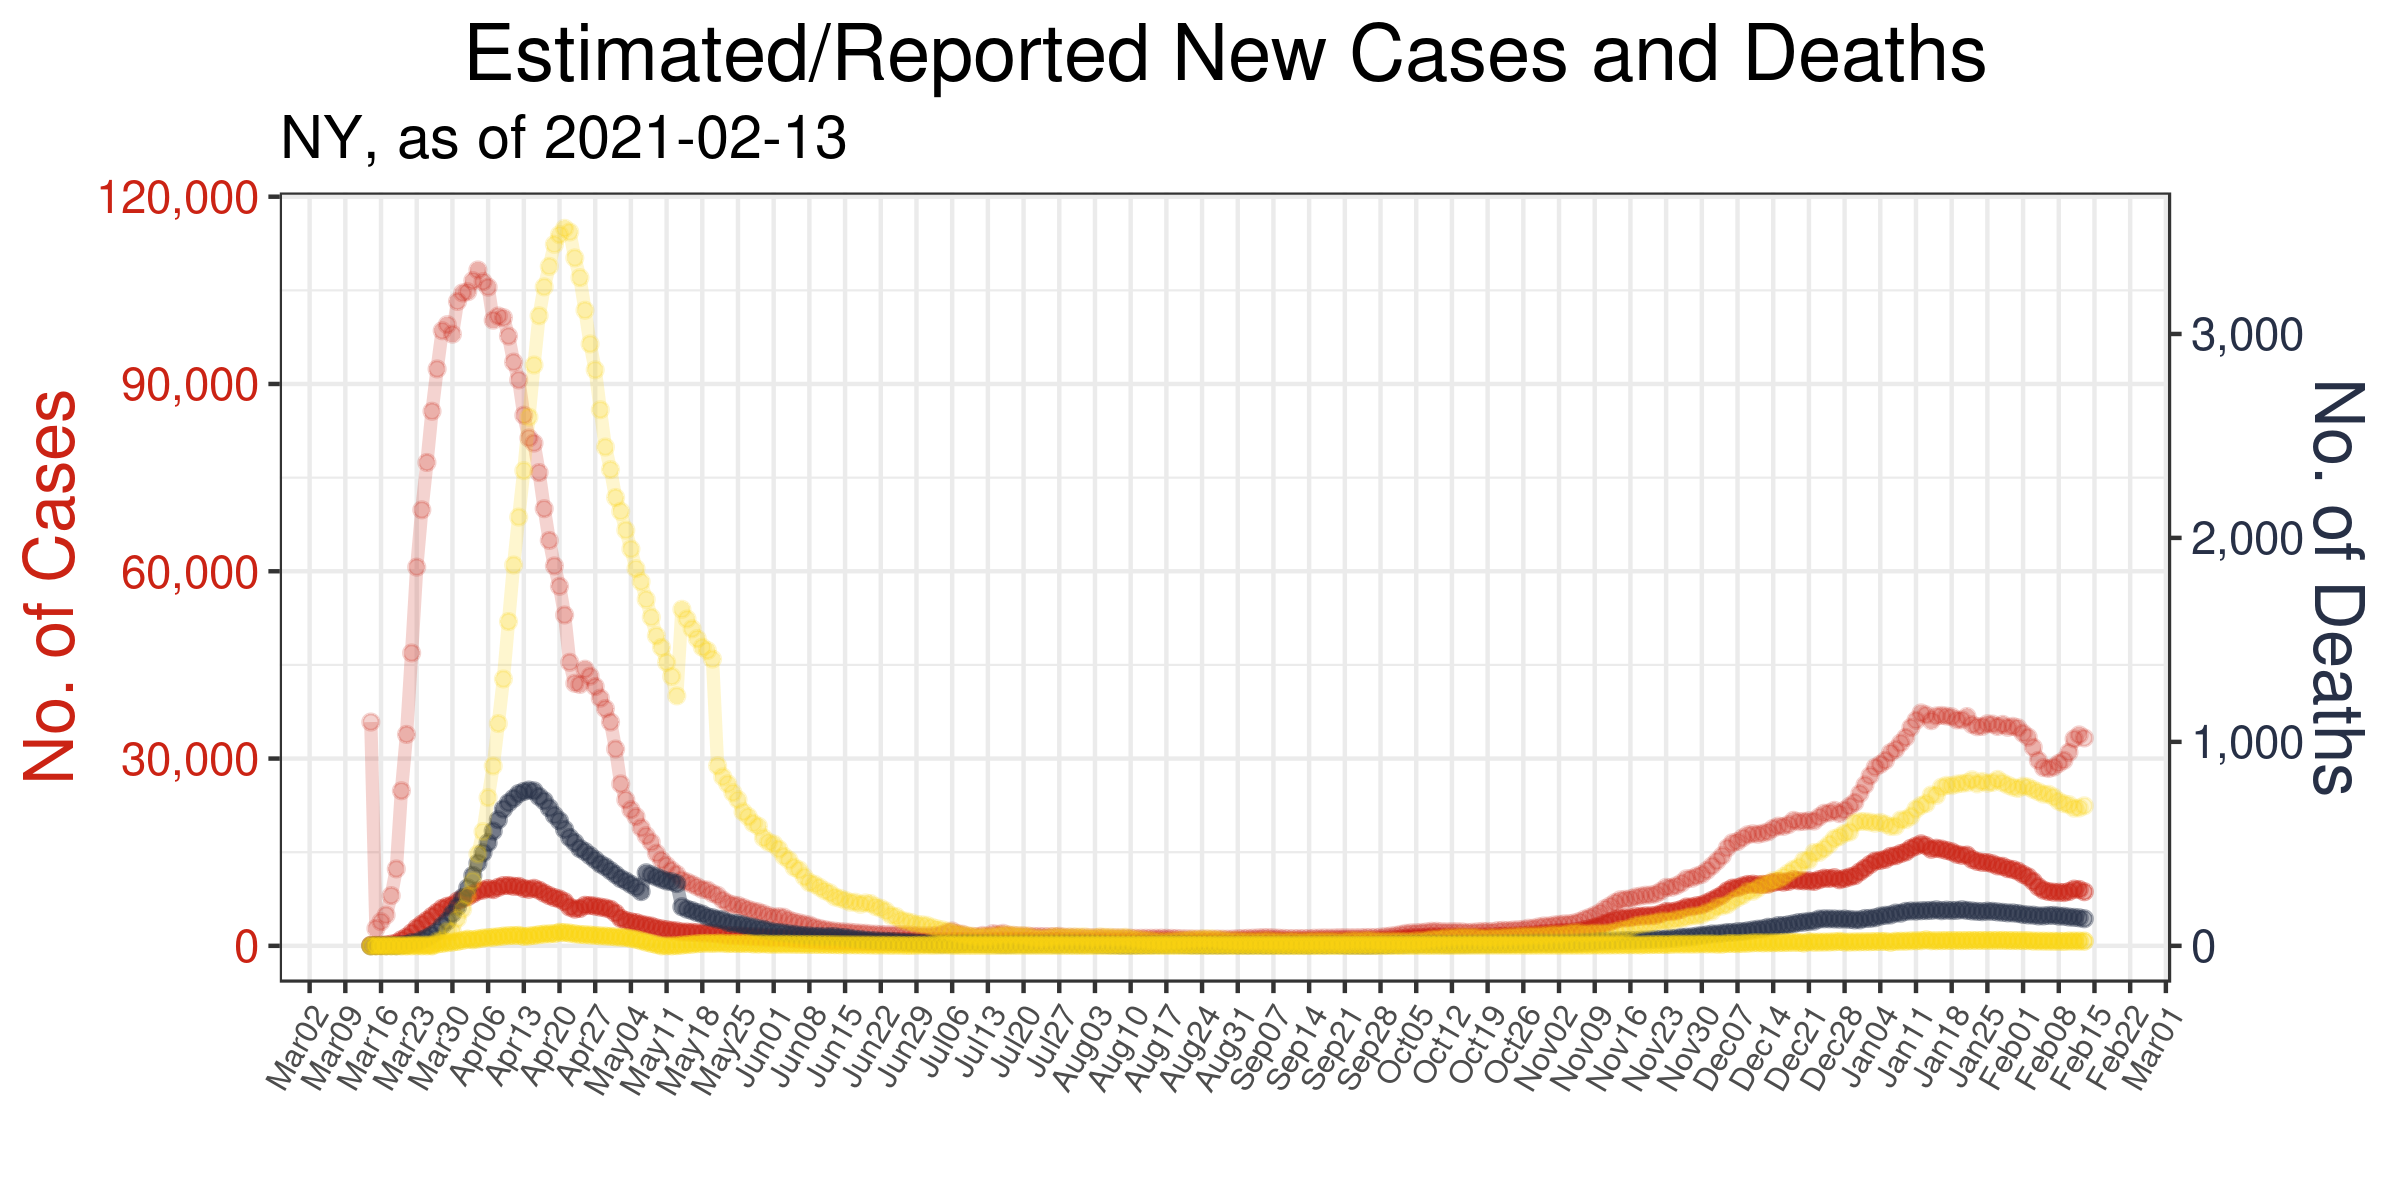 Estimated/Reported New Cases and Deaths
NY, as of 2021-02-13
No. of Cases
120,000
90,000
60,000
30,000
0
3,000
2,000
1,000
0
No. of Deaths
Mar02
Mar09
Mar16
Mar23
Mar30
Apr06
Apr13
Apr20
Apr27
May04
May11
May18
May25
Jun01
Jun08
Jun15
Jun22
Jun29
Jul06
Jul13
Jul20
Jul27
Aug03
Aug10
Aug17
Aug24
Aug31
Sep07
Sep14
Sep21
Sep28
Oct05
Oct12
Oct19
Oct26
Nov02
Nov09
Nov16
Nov23
Nov30
Dec07
Dec14
Dec21
Dec28
Jan04
Jan11
Jan18
Jan25
Feb01
Feb08
Feb15
Feb22
Mar01